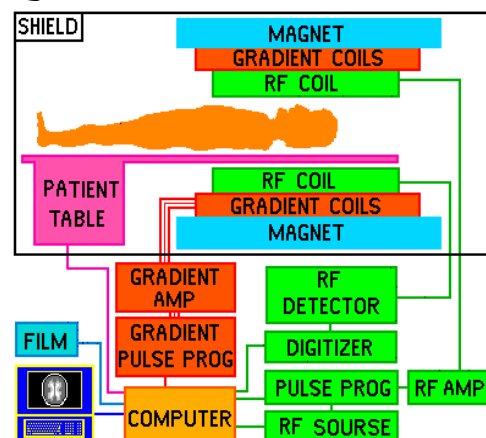 SHIELD
MAGNET
GRADIENT COILS
RF COIL
RF COIL
PATIENT
TABLE
GRADIENT COILS
MAGNET
GRADIENT
AMP
RF
DETECTOR
GRADIENT
PULSE PROG
FILM
DIGITIZER
PULSE PROG
RF AMP
COMPUTER
RF SOURSE